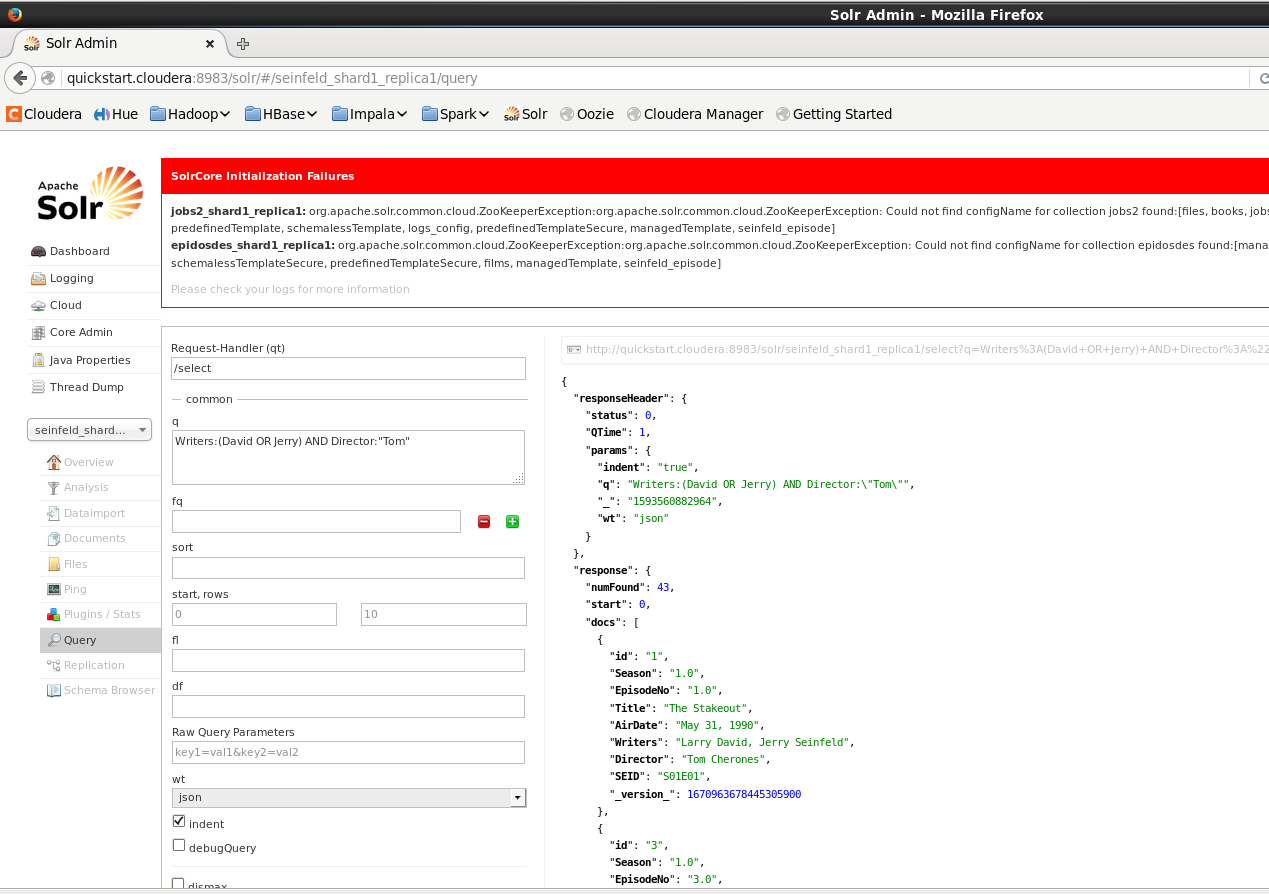 Solr Admin - Mozilla Firefox
Solr Admin
quickstart.cloudera:8983/solr/#/seinfeld_shard1_replica1/query
Cloudera Hue Hadoop HBase Impala Spark Solr Oozie Cloudera Manager Getting Started
Apache
Solr
Dashboard
Logging
Cloud
Core Admin
Java Properties
Thread Dump
seinfeld_shard...
Overview
Analysis
Dataimport
Documents
Files
Ping
Plugins / Stats
Query
Replication
Schema Browser
SolrCore Initialization Failures
jobs2_shard1_replica1: org.apache.solr.common.cloud.ZooKeeperException:org.apache.solr.common.cloud.ZooKeeperException: Could not find configName for collection jobs2 found:[files, books, jobs
predefinedTemplate, schemalessTemplate, logs_config, predefinedTemplateSecure, managedTemplate, seinfeld_episode]
epidosdes_shard1_replica1: org.apache.solr.common.cloud.ZooKeeperException:org.apache.solr.common.cloud.ZooKeeperException: Could not find configName for collection epidosdes found:[mana
schemalessTemplateSecure, predefinedTemplateSecure, films, managedTemplate, seinfeld_episode]
Please check your logs for more information
Request-Handler (qt)
/select
common
q
Writers:(David OR Jerry) AND Director:"Tom"
fq
sort
start, rows
0 10
fl
df
Raw Query Parameters
key1=val1&key2=val2
wt
json
indent
debugQuery
dismax
http://quickstart.cloudera:8983/solr/seinfeld_shard1_replica1/select?q=Writers%3A(David+OR+Jerry)+AND+Director%3A%22
{
"responseHeader": {
"status": 0,
"QTime": 1,
"params": {
"indent": "true",
"q": "Writers:(David OR Jerry) AND Director:\"Tom\"",
"_": "1593560882964",
"wt": "json"
}
},
"response": {
"numFound": 43,
"start": 0,
"docs": [
{
"id": "1",
"Season": "1.0",
"EpisodeNo": "1.0",
"Title": "The Stakeout",
"AirDate": "May 31, 1990",
"Writers": "Larry David, Jerry Seinfeld",
"Director": "Tom Cherones",
"SEID": "S01E01",
"_version_": 1670963678445305900
},
{
"id": "3",
"Season": "1.0",
"EpisodeNo": "3.0",